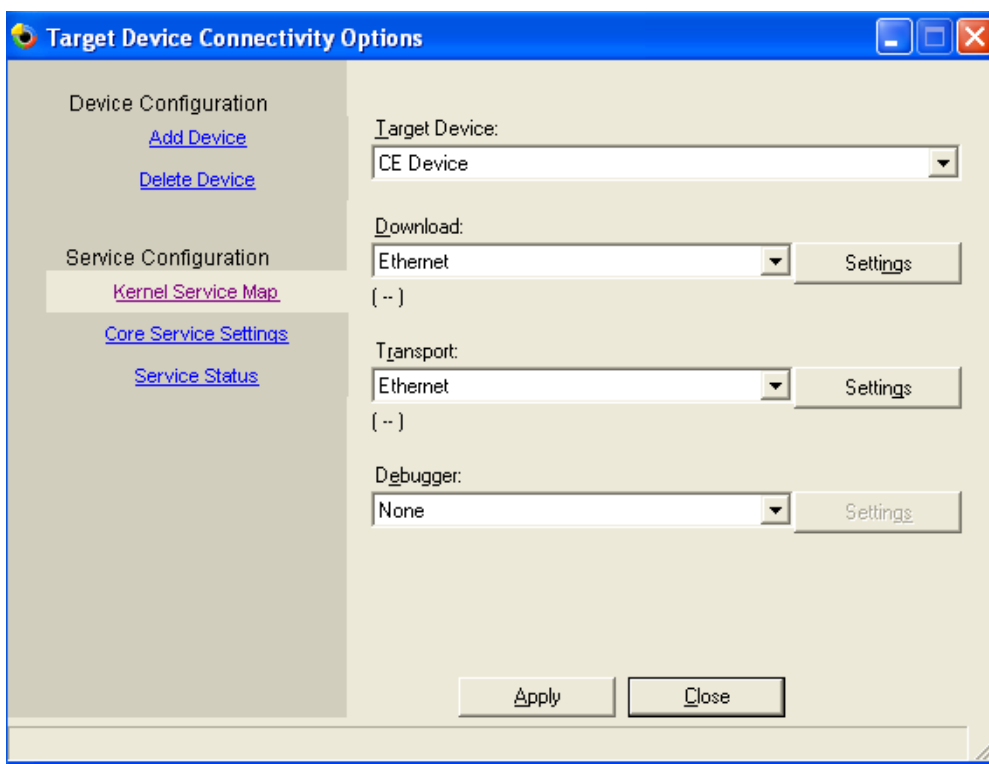 Target Device Connectivity Options
Device Configuration
Add Device
Delete Device
Service Configuration
Kernel Service Map
Core Service Settings
Service Status
Target Device:
CE Device
Download:
Ethernet
Settings
( -- )
Transport:
Ethernet
Settings
( -- )
Debugger:
None
Settings
Apply
Close